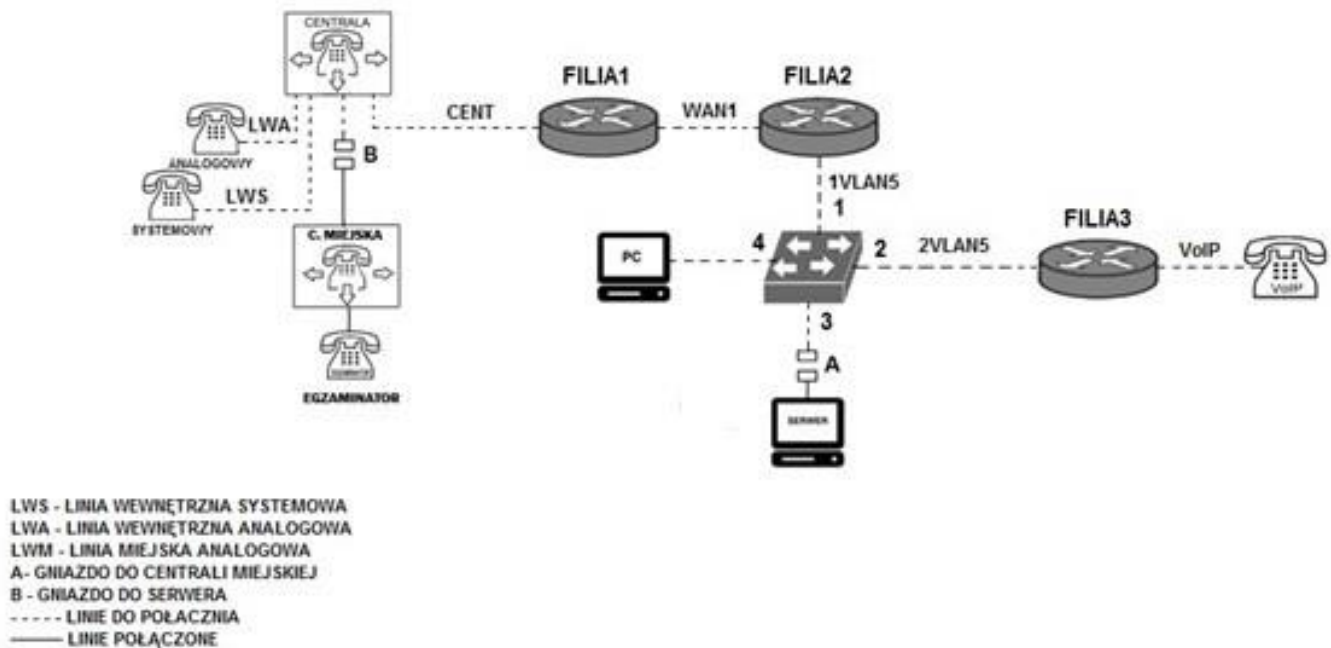 CENTRALA
FILIA1
FILIA2
CENT
WAN1
LWA
ANALOGOWY
B
LWS
SYSTEMOWY
1VLAN5
1
FILIA3
C. MIEJSKA
PC
4
2
2VLAN5
VoIP
VoIP
3
A
EGZAMINATOR
SERWER
LWS - LINIA WEWNĘTRZNA SYSTEMOWA
LWA - LINIA WEWNĘTRZNA ANALOGOWA
LWM - LINIA MIEJSKA ANALOGOWA
A- GNIAZDO DO CENTRALI MIEJSKIEJ
B - GNIAZDO DO SERWERA
----- LINIE DO POŁACZNIA
——— LINIE POŁĄCZONE